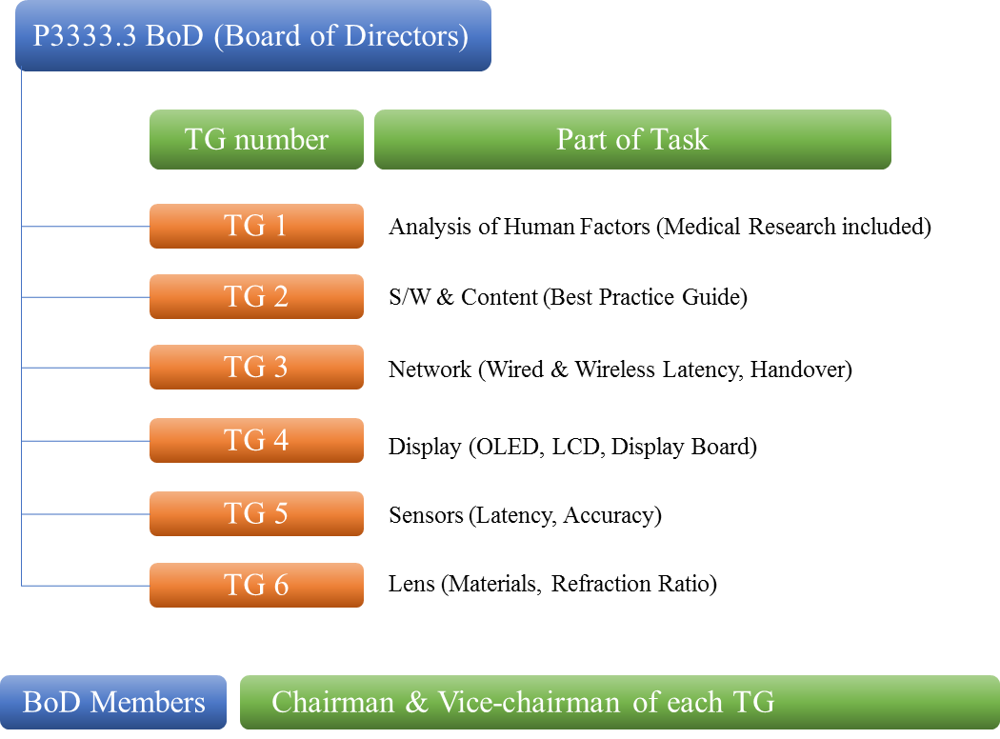 P3333.3 BoD (Board of Directors)
TG number Part of Task
TG 1 Analysis of Human Factors (Medical Research included)
TG 2 S/W & Content (Best Practice Guide)
TG 3 Network (Wired & Wireless Latency, Handover)
TG 4 Display (OLED, LCD, Display Board)
TG 5 Sensors (Latency, Accuracy)
TG 6 Lens (Materials, Refraction Ratio)
BoD Members Chairman & Vice-chairman of each TG